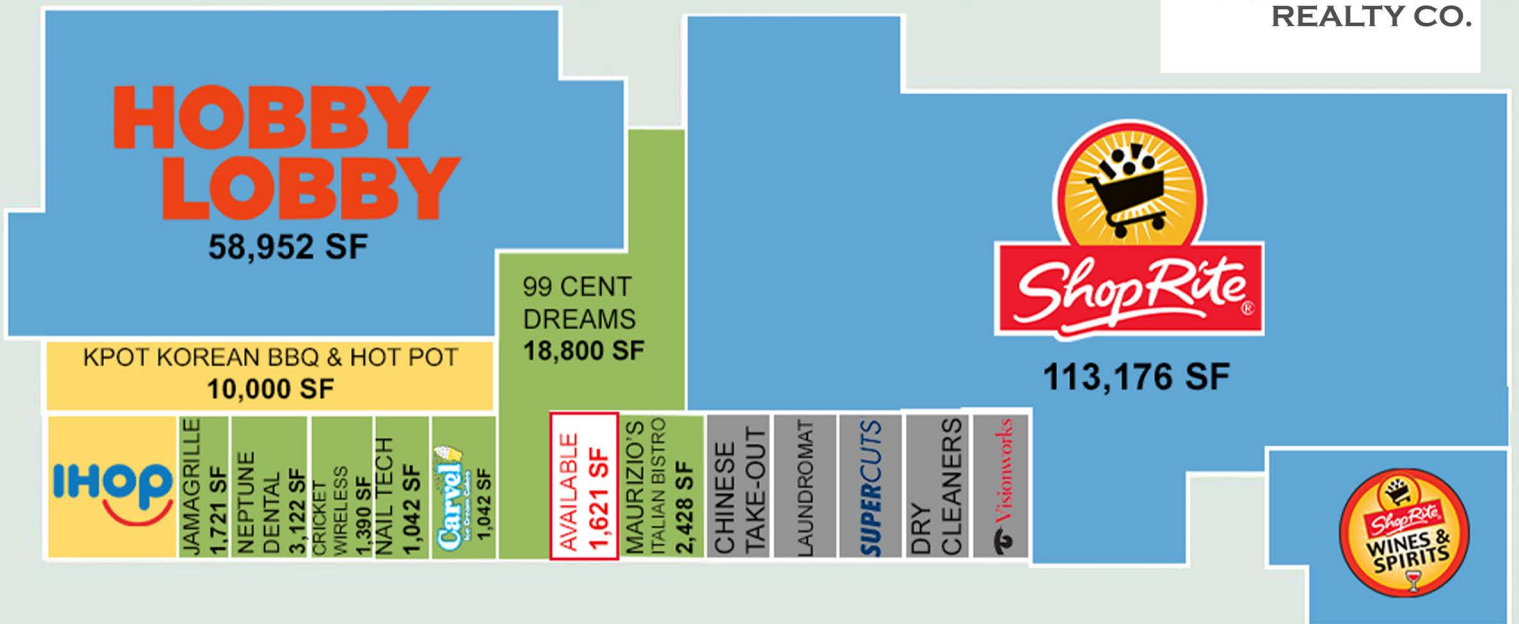 REALTY CO.
HOBBY
LOBBY
58,952 SF
99 CENT
DREAMS
18,800 SF
ShopRite®
113,176 SF
KPOT KOREAN BBQ & HOT POT
10,000 SF
IHOP
JAMAGRILLE
1,721 SF
NEPTUNE
DENTAL
3,122 SF
CRICKET
WIRELESS
1,390 SF
NAIL TECH
1,042 SF
Carvel
Ice Cream Cakes
1,042 SF
AVAILABLE
1,621 SF
MAURIZIO'S
ITALIAN BISTRO
2,428 SF
CHINESE
TAKE-OUT
LAUNDROMAT
SUPERCUTS
DRY
CLEANERS
Visionworks
ShopRite
WINES &
SPIRITS